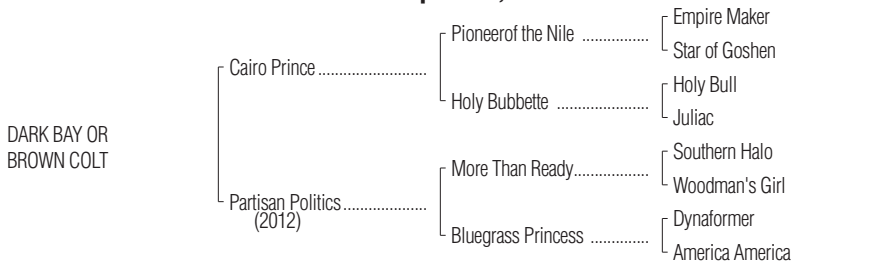 Empire Maker
Pioneerof the Nile ................
Star of Goshen
Cairo Prince..........................
Holy Bull
Holy Bubbette ......................
Juliac
DARK BAY OR
BROWN COLT
Southern Halo
More Than Ready..................
Woodman's Girl
Partisan Politics....................
(2012)
Dynaformer
Bluegrass Princess ..............
America America